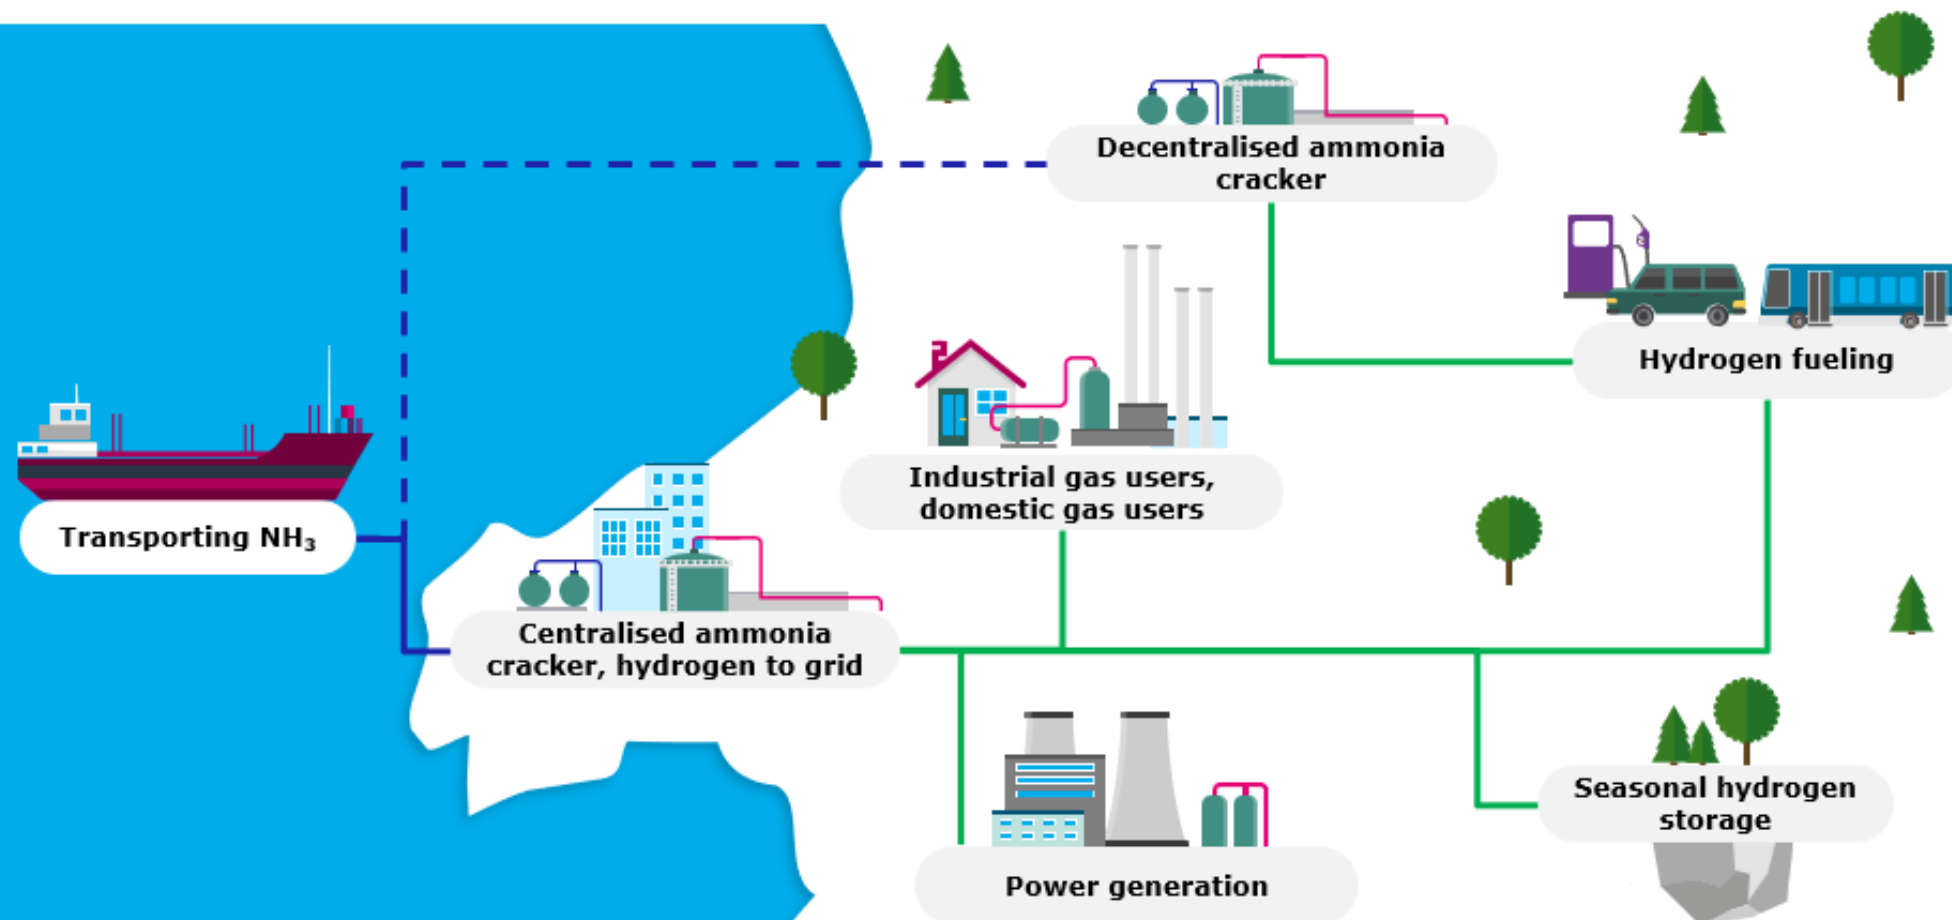 Decentralised ammonia
cracker
Hydrogen fueling
Industrial gas users,
domestic gas users
Transporting NH₃
Centralised ammonia
cracker, hydrogen to grid
Seasonal hydrogen
storage
Power generation